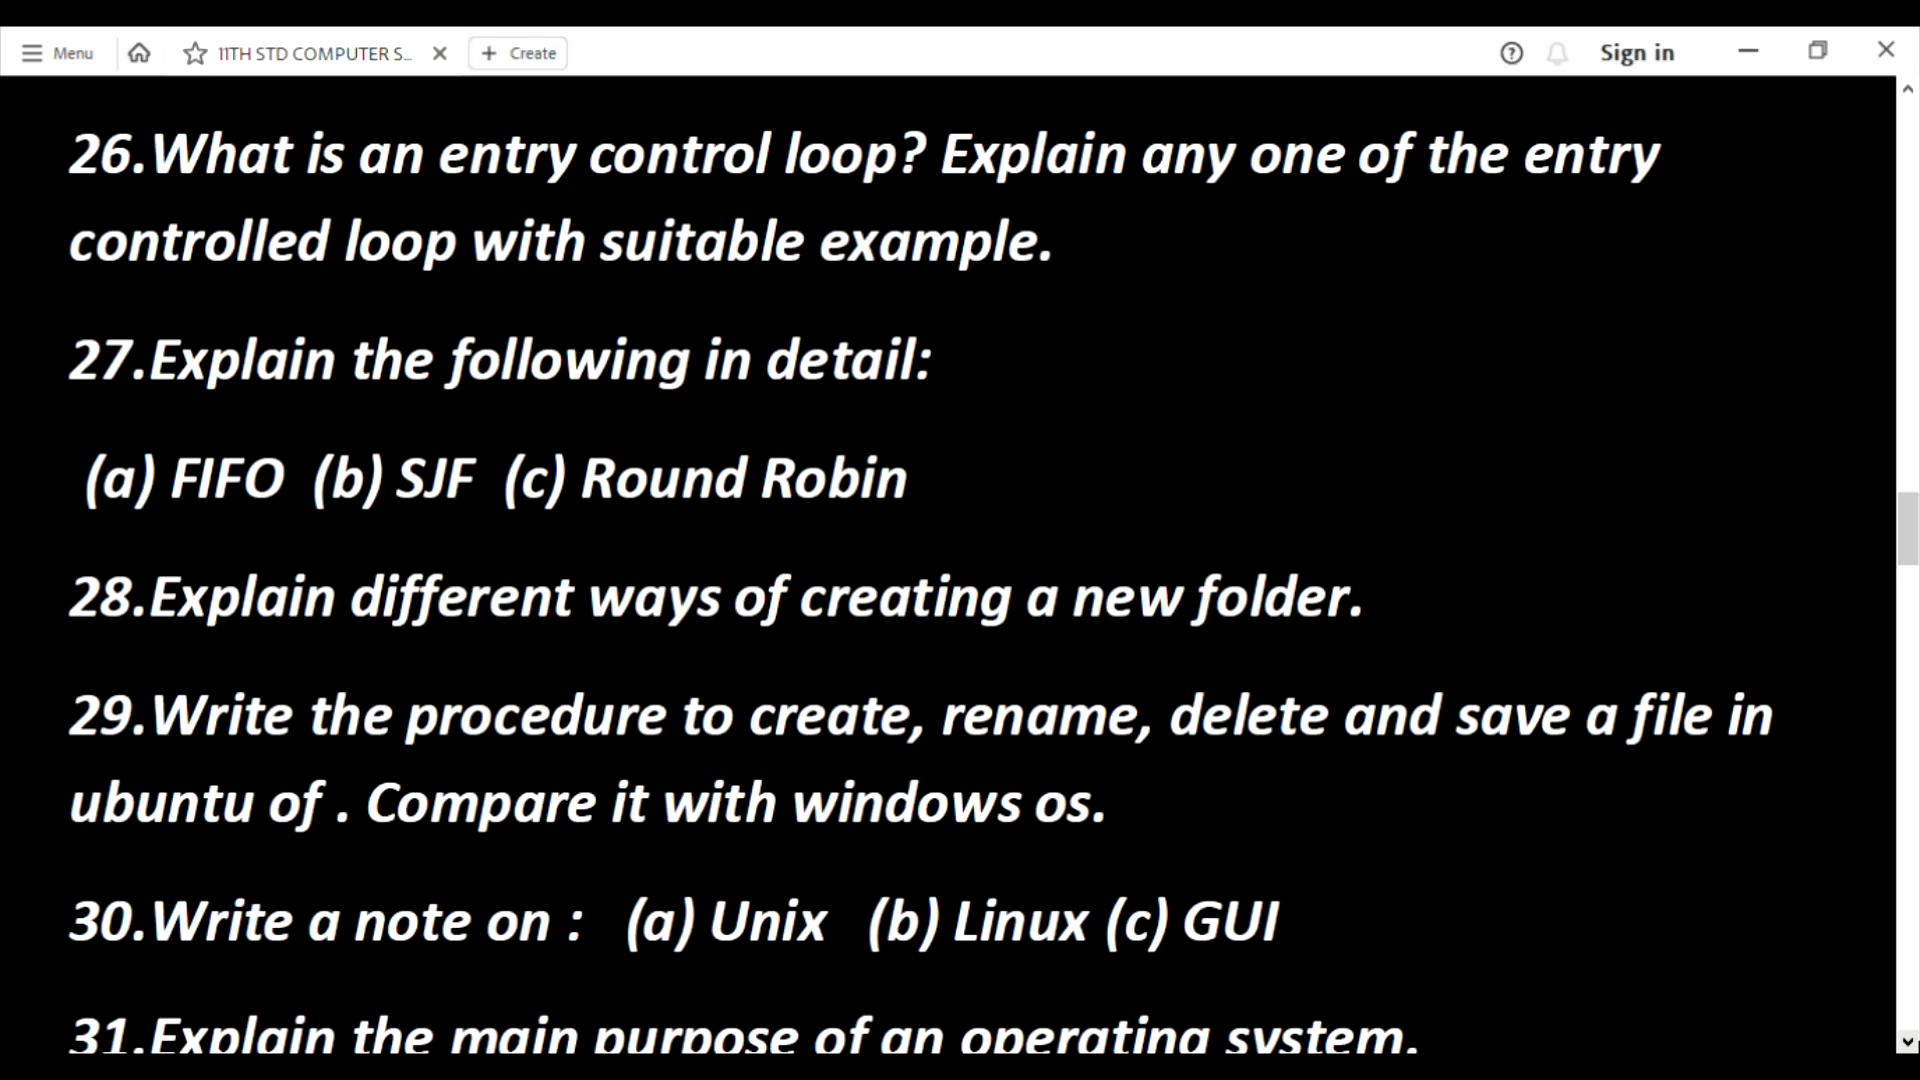 Menu
11TH STD COMPUTER S...
Create
Sign in
26.What is an entry control loop? Explain any one of the entry
controlled loop with suitable example.
27.Explain the following in detail:
(a) FIFO (b) SJF (c) Round Robin
28.Explain different ways of creating a new folder.
29.Write the procedure to create, rename, delete and save a file in
ubuntu of . Compare it with windows os.
30.Write a note on : (a) Unix (b) Linux (c) GUI
31.Explain the main purpose of an operating system.